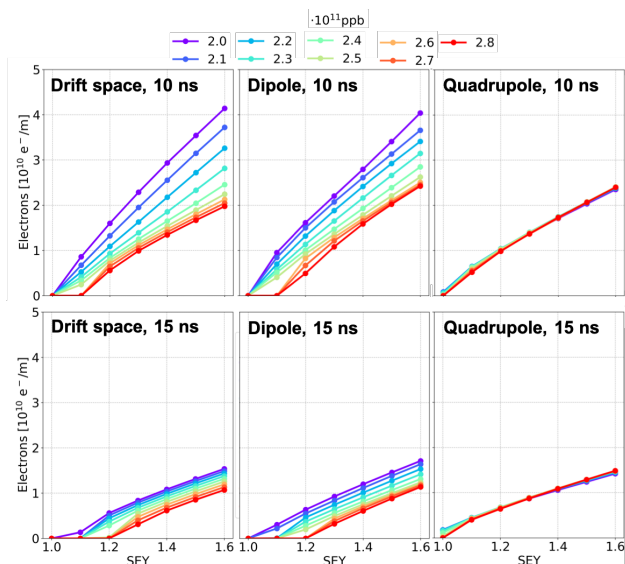 ·10¹¹ppb
2.0 2.2 2.4 2.6 2.8
2.1 2.3 2.5 2.7
Drift space, 10 ns
Dipole, 10 ns
Quadrupole, 10 ns
Electrons [10¹⁰ e⁻/m]
5
4
3
2
1
0
Drift space, 15 ns
Dipole, 15 ns
Quadrupole, 15 ns
Electrons [10¹⁰ e⁻/m]
5
4
3
2
1
0
1.0 1.2 1.4 1.6 1.0 1.2 1.4 1.6 1.0 1.2 1.4 1.6
SEY SEY SEY